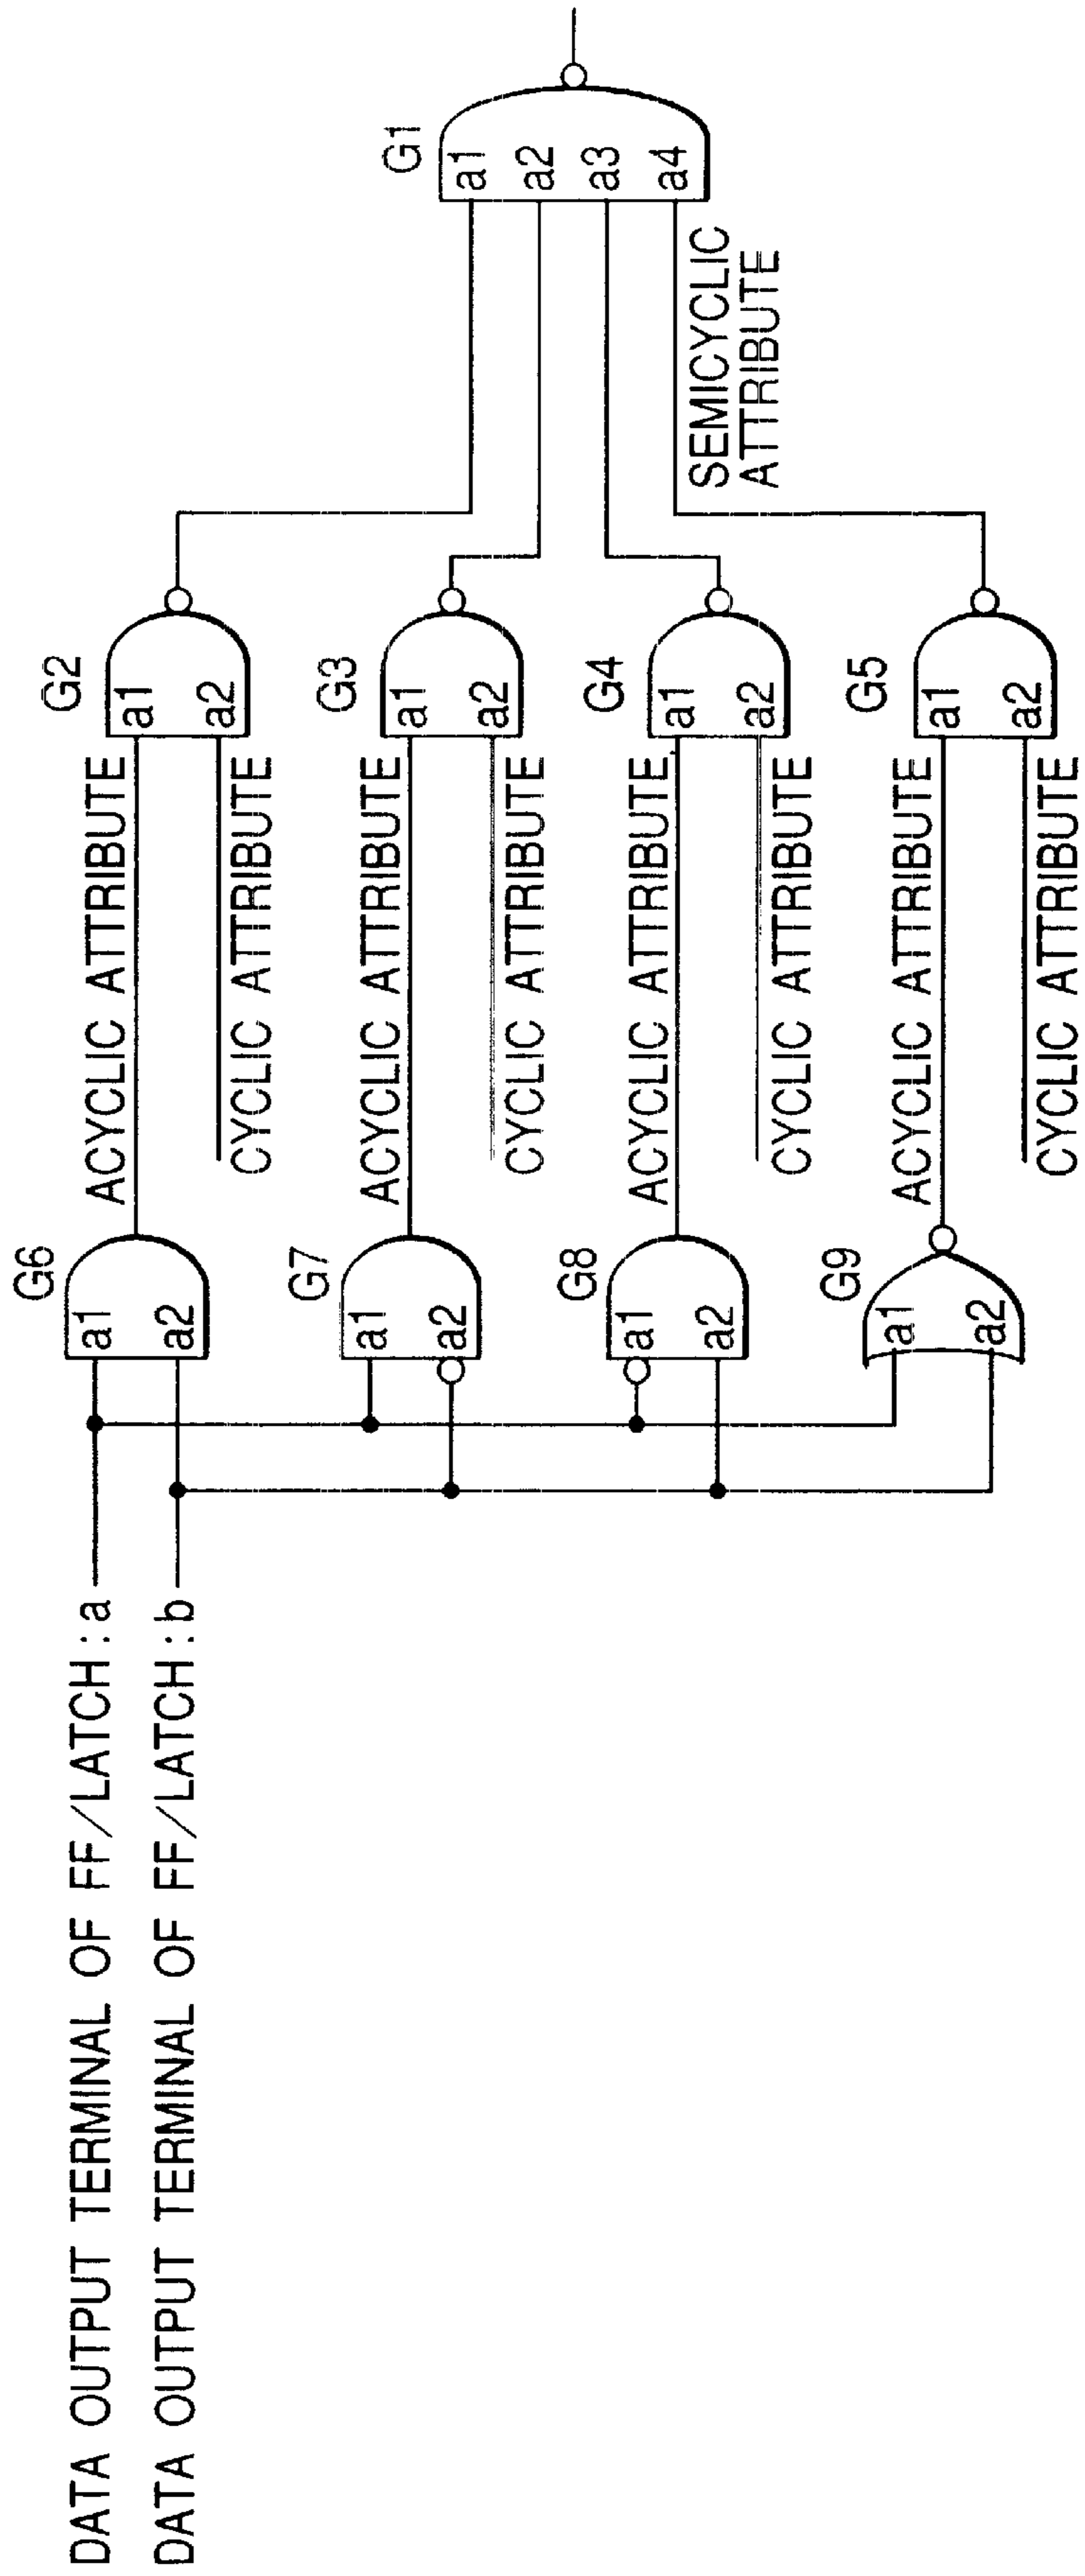 DATA OUTPUT TERMINAL OF FF/LATCH:a
DATA OUTPUT TERMINAL OF FF/LATCH:b
G6
a1
a2
G7
a1
a2
G8
a1
a2
G9
a1
a2
ACYCLIC ATTRIBUTE
CYCLIC ATTRIBUTE
ACYCLIC ATTRIBUTE
CYCLIC ATTRIBUTE
ACYCLIC ATTRIBUTE
CYCLIC ATTRIBUTE
ACYCLIC ATTRIBUTE
CYCLIC ATTRIBUTE
G2
a1
a2
G3
a1
a2
G4
a1
a2
G5
a1
a2
SEMICYCLIC
ATTRIBUTE
G1
a1
a2
a3
a4